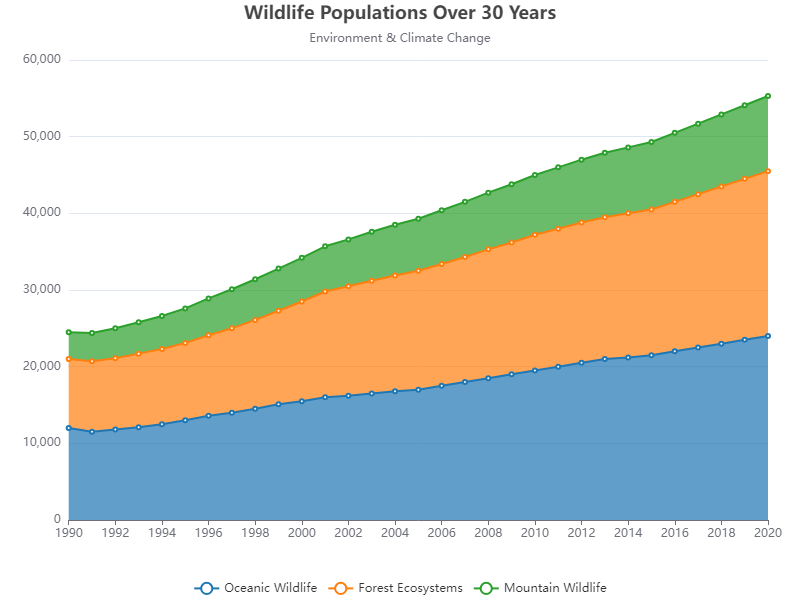 Wildlife Populations Over 30 Years
Environment & Climate Change
60,000
50,000
40,000
30,000
20,000
10,000
0
1990 1992 1994 1996 1998 2000 2002 2004 2006 2008 2010 2012 2014 2016 2018 2020
Oceanic Wildlife Forest Ecosystems Mountain Wildlife